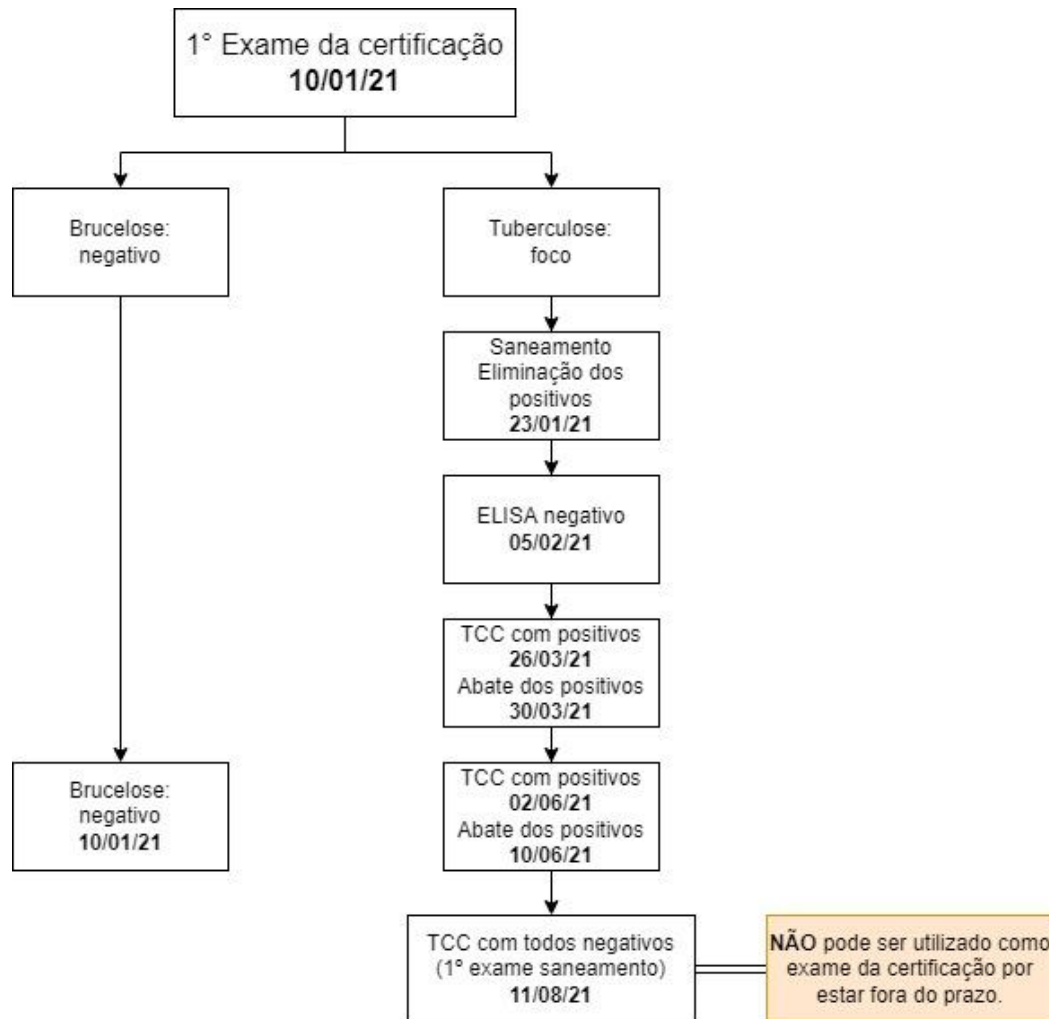 1° Exame da certificação
10/01/21
Brucelose:
negativo
Tuberculose:
foco
Saneamento
Eliminação dos
positivos
23/01/21
ELISA negativo
05/02/21
TCC com positivos
26/03/21
Abate dos positivos
30/03/21
Brucelose:
negativo
10/01/21
TCC com positivos
02/06/21
Abate dos positivos
10/06/21
TCC com todos negativos
(1º exame saneamento)
11/08/21
NÃO pode ser utilizado como
exame da certificação por
estar fora do prazo.